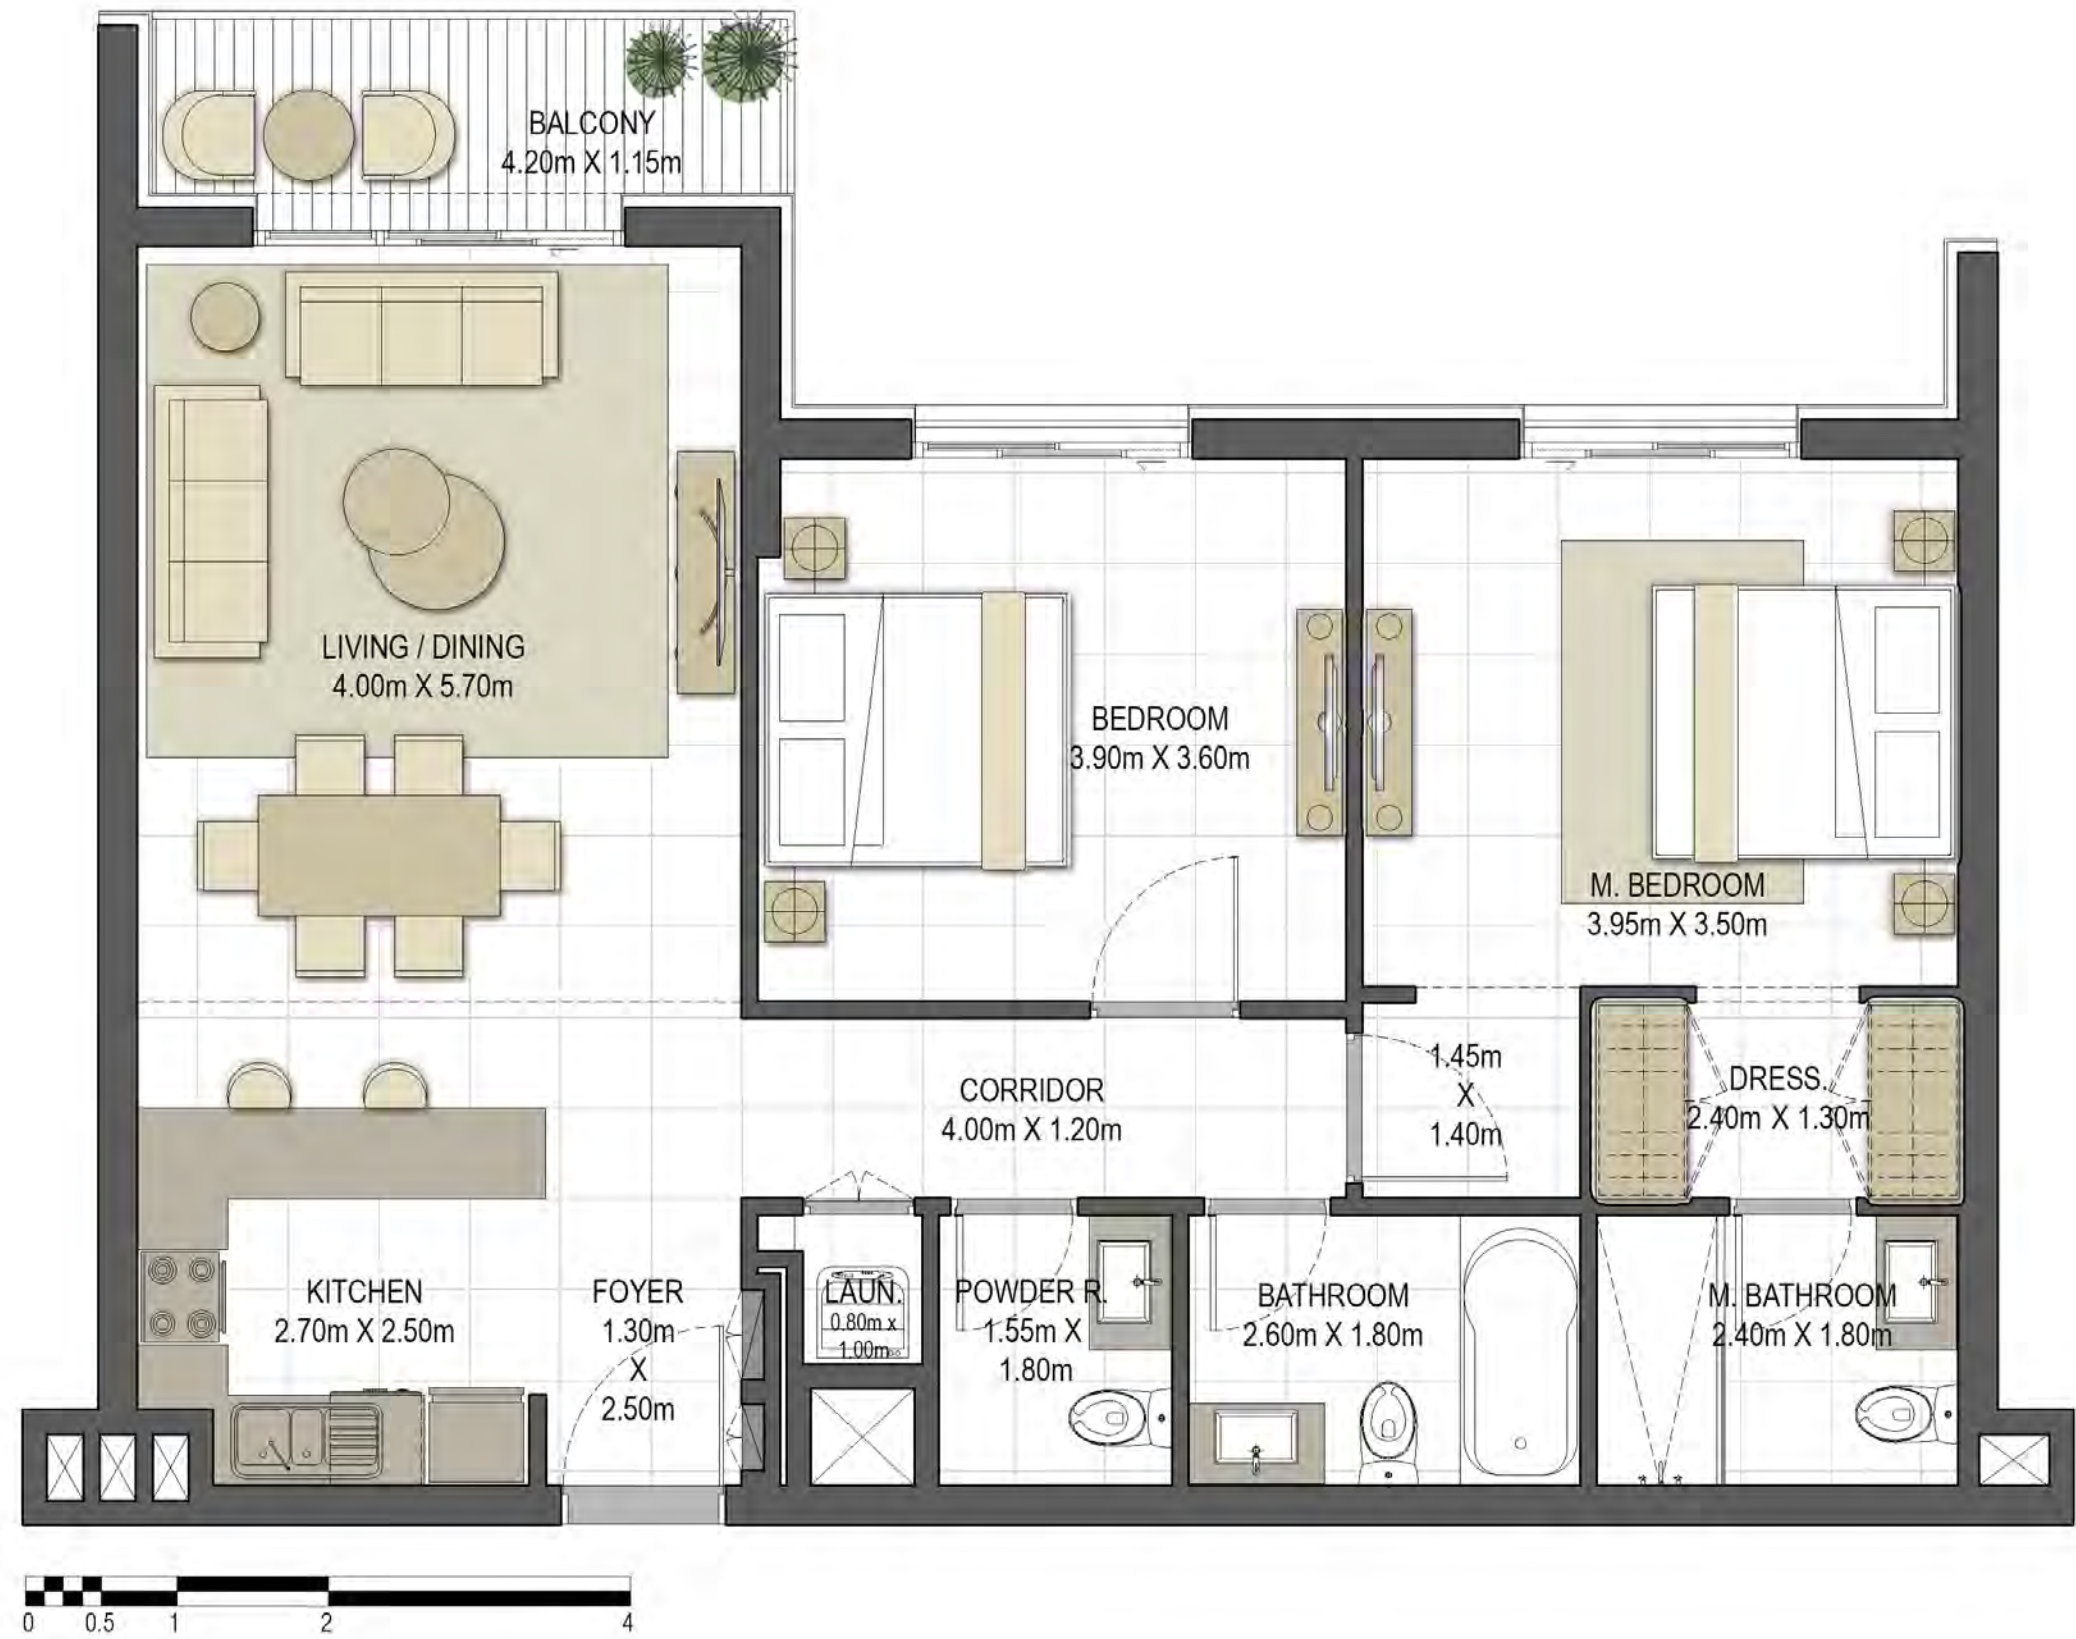 BALCONY
4.20m X 1.15m
LIVING / DINING
4.00m X 5.70m
BEDROOM
3.90m X 3.60m
M. BEDROOM
3.95m X 3.50m
CORRIDOR
4.00m X 1.20m
1.45m
X
1.40m
DRESS.
2.40m X 1.30m
KITCHEN
2.70m X 2.50m
FOYER
1.30m
X
2.50m
LAUN.
0.80m x
1.00m
POWDER R.
1.55m X
1.80m
BATHROOM
2.60m X 1.80m
M. BATHROOM
2.40m X 1.80m
0 0.5 1 2 4